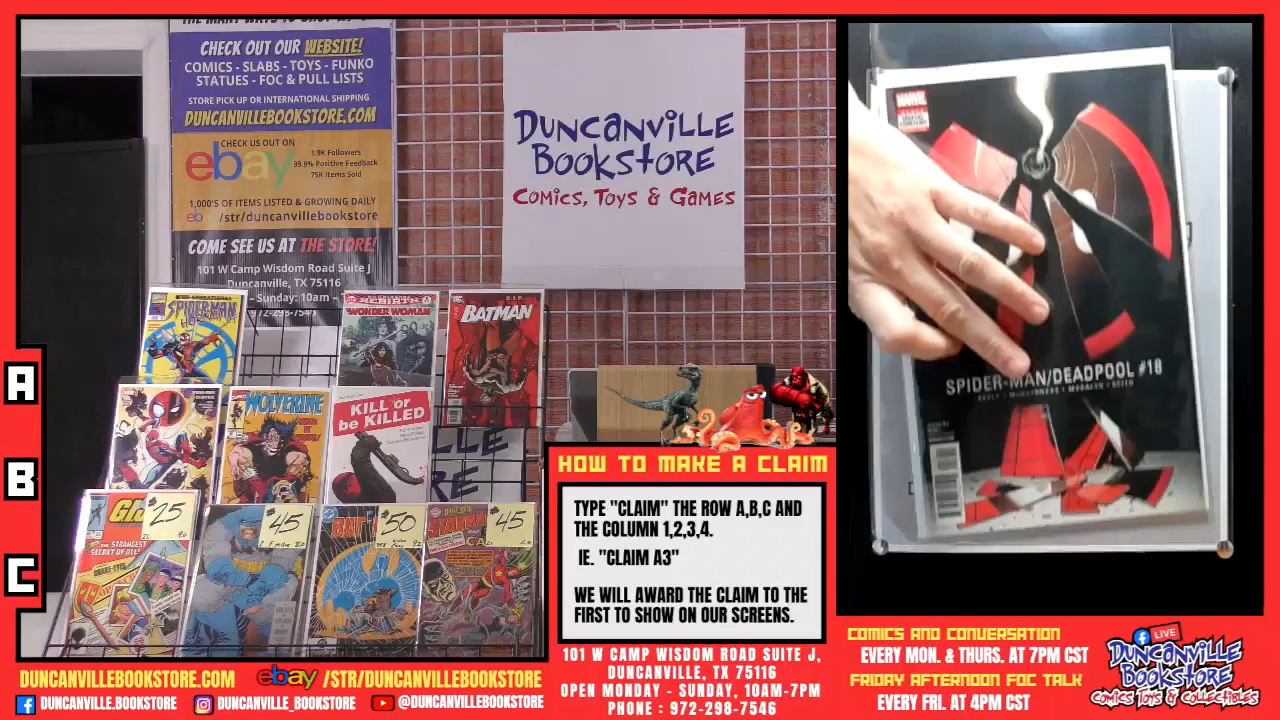 CHECK OUT OUR WEBSITE!
COMICS - SLABS - TOYS - FUNKO
STATUES - FOC & PULL LISTS
STORE PICK UP OR INTERNATIONAL SHIPPING
DUNCANVILLEBOOKSTORE.COM
CHECK US OUT ON
ebay
1.9K Followers
99.9% Positive Feedback
75K Items Sold
1,000'S OF ITEMS LISTED & GROWING DAILY
ebay/str/duncanvillebookstore
COME SEE US AT THE STORE!
101 W Camp Wisdom Road Suite J
Duncanville, TX 75116
– Sunday: 10am –
972-298-754
DUNCANVILLE
BOOKSTORE
COMICS, TOYS & GAMES
SPIDER-MAN
REBIRTH
WONDER WOMAN
BATMAN
WOLVERINE
KILL OR
be KILLED
$25
$45
$50
$45
A
B
C
MARVEL
SPIDER-MAN/DEADPOOL #18
HOW TO MAKE A CLAIM
TYPE "CLAIM" THE ROW A,B,C AND
THE COLUMN 1,2,3,4.
IE. "CLAIM A3"
WE WILL AWARD THE CLAIM TO THE
FIRST TO SHOW ON OUR SCREENS.
101 W CAMP WISDOM ROAD SUITE J,
DUNCANVILLE, TX 75116
OPEN MONDAY - SUNDAY, 10AM-7PM
PHONE : 972-298-7546
DUNCANVILLEBOOKSTORE.COM
ebay /STR/DUNCANVILLEBOOKSTORE
DUNCANVILLE.BOOKSTORE
DUNCANVILLE_BOOKSTORE
@DUNCANVILLEBOOKSTORE
COMICS AND CONVERSATION
EVERY MON. & THURS. AT 7PM CST
FRIDAY AFTERNOON FOC TALK
EVERY FRI. AT 4PM CST
LIVE
DUNCANVILLE
BOOKSTORE
COMICS TOYS & COLLECTIBLES